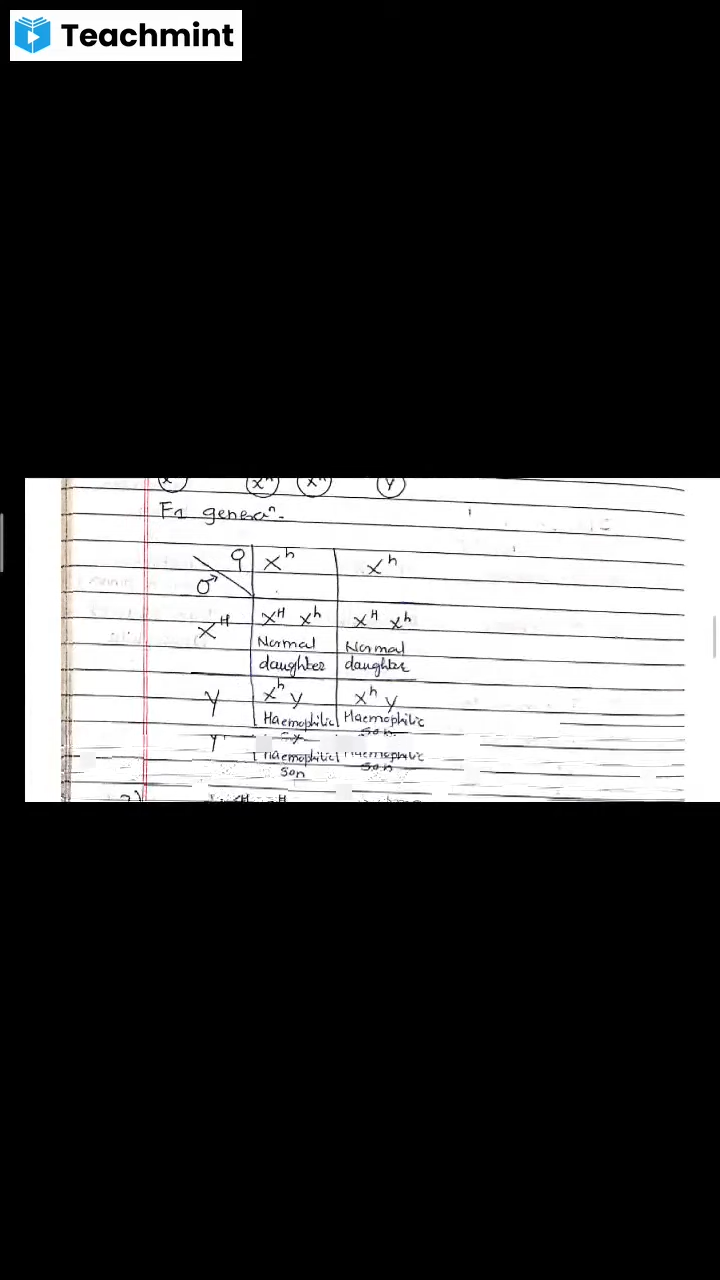 Teachmint
F1 generaⁿ.
♀ Xʰ Xʰ
♂
Xᴴ Xᴴ Xʰ Xᴴ Xʰ
Normal Normal
daughter daughter
Y Xʰ Y Xʰ Y
Haemophilic Haemophilic
Son
Y Haemophilic Haemophilic
Son Son